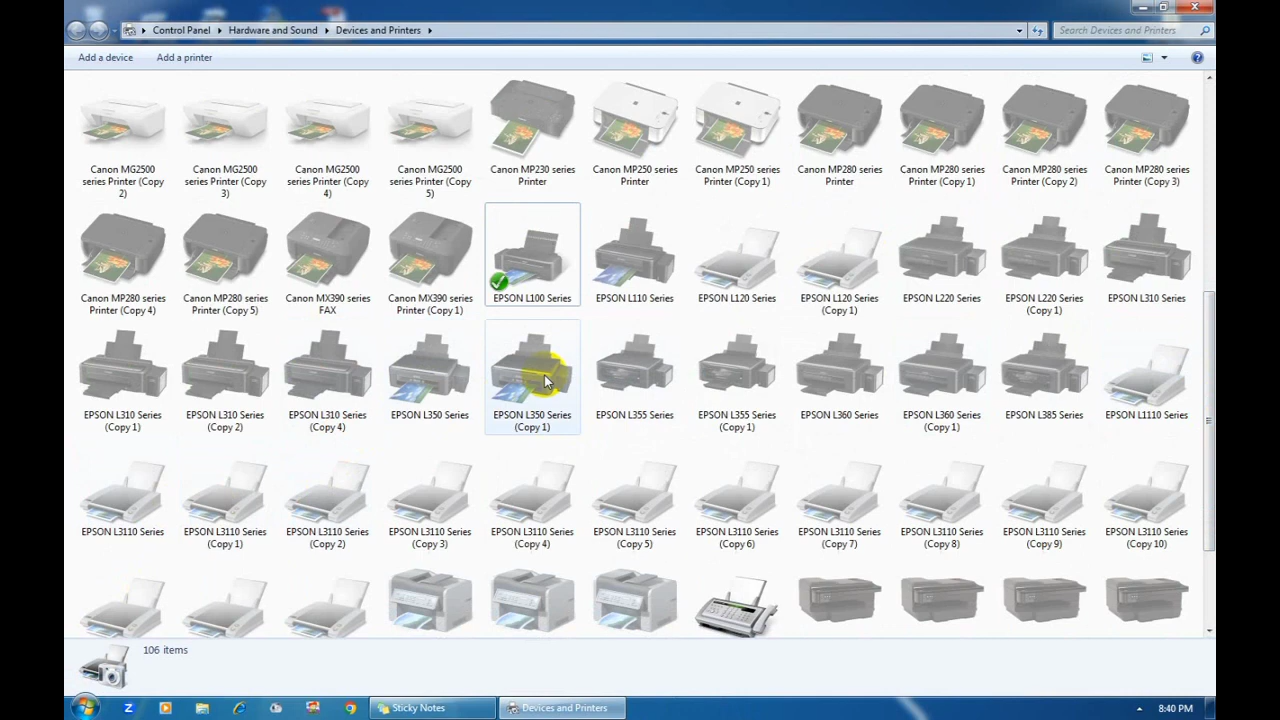 Control Panel
Hardware and Sound
Devices and Printers
Search Devices and Printers
Add a device
Add a printer
Canon MG2500
series Printer (Copy
2)
Canon MG2500
series Printer (Copy
3)
Canon MG2500
series Printer (Copy
4)
Canon MG2500
series Printer (Copy
5)
Canon MP230 series
Printer
Canon MP250 series
Printer
Canon MP250 series
Printer (Copy 1)
Canon MP280 series
Printer
Canon MP280 series
Printer (Copy 1)
Canon MP280 series
Printer (Copy 2)
Canon MP280 series
Printer (Copy 3)
Canon MP280 series
Printer (Copy 4)
Canon MP280 series
Printer (Copy 5)
Canon MX390 series
FAX
Canon MX390 series
Printer (Copy 1)
EPSON L100 Series
EPSON L110 Series
EPSON L120 Series
EPSON L120 Series
(Copy 1)
EPSON L220 Series
EPSON L220 Series
(Copy 1)
EPSON L310 Series
EPSON L310 Series
(Copy 1)
EPSON L310 Series
(Copy 2)
EPSON L310 Series
(Copy 4)
EPSON L350 Series
EPSON L350 Series
(Copy 1)
EPSON L355 Series
EPSON L355 Series
(Copy 1)
EPSON L360 Series
EPSON L360 Series
(Copy 1)
EPSON L385 Series
EPSON L1110 Series
EPSON L3110 Series
EPSON L3110 Series
(Copy 1)
EPSON L3110 Series
(Copy 2)
EPSON L3110 Series
(Copy 3)
EPSON L3110 Series
(Copy 4)
EPSON L3110 Series
(Copy 5)
EPSON L3110 Series
(Copy 6)
EPSON L3110 Series
(Copy 7)
EPSON L3110 Series
(Copy 8)
EPSON L3110 Series
(Copy 9)
EPSON L3110 Series
(Copy 10)
106 items
Sticky Notes
Devices and Printers
8:40 PM